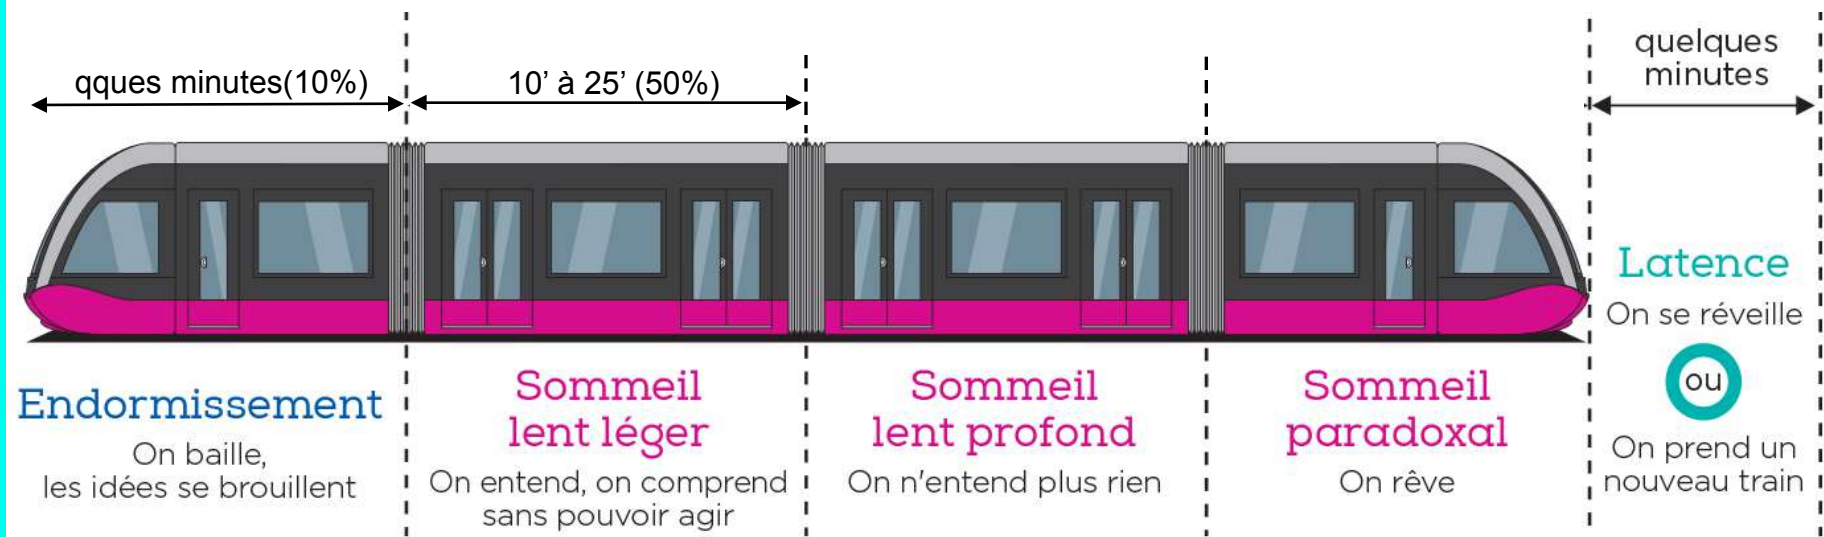 qques minutes(10%)
10’ à 25’ (50%)
quelques
minutes
Endormissement
On baille,
les idées se brouillent
Sommeil
lent léger
On entend, on comprend
sans pouvoir agir
Sommeil
lent profond
On n'entend plus rien
Sommeil
paradoxal
On rêve
Latence
On se réveille
ou
On prend un
nouveau train